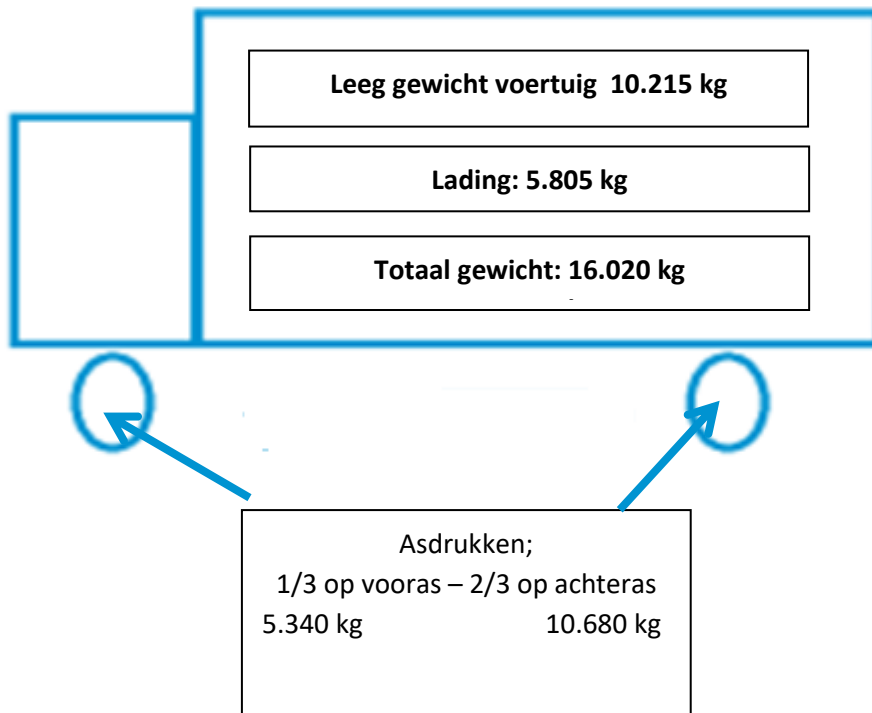 Leeg gewicht voertuig 10.215 kg
Lading: 5.805 kg
Totaal gewicht: 16.020 kg
Asdrukken;
1/3 op vooras – 2/3 op achteras
5.340 kg 10.680 kg